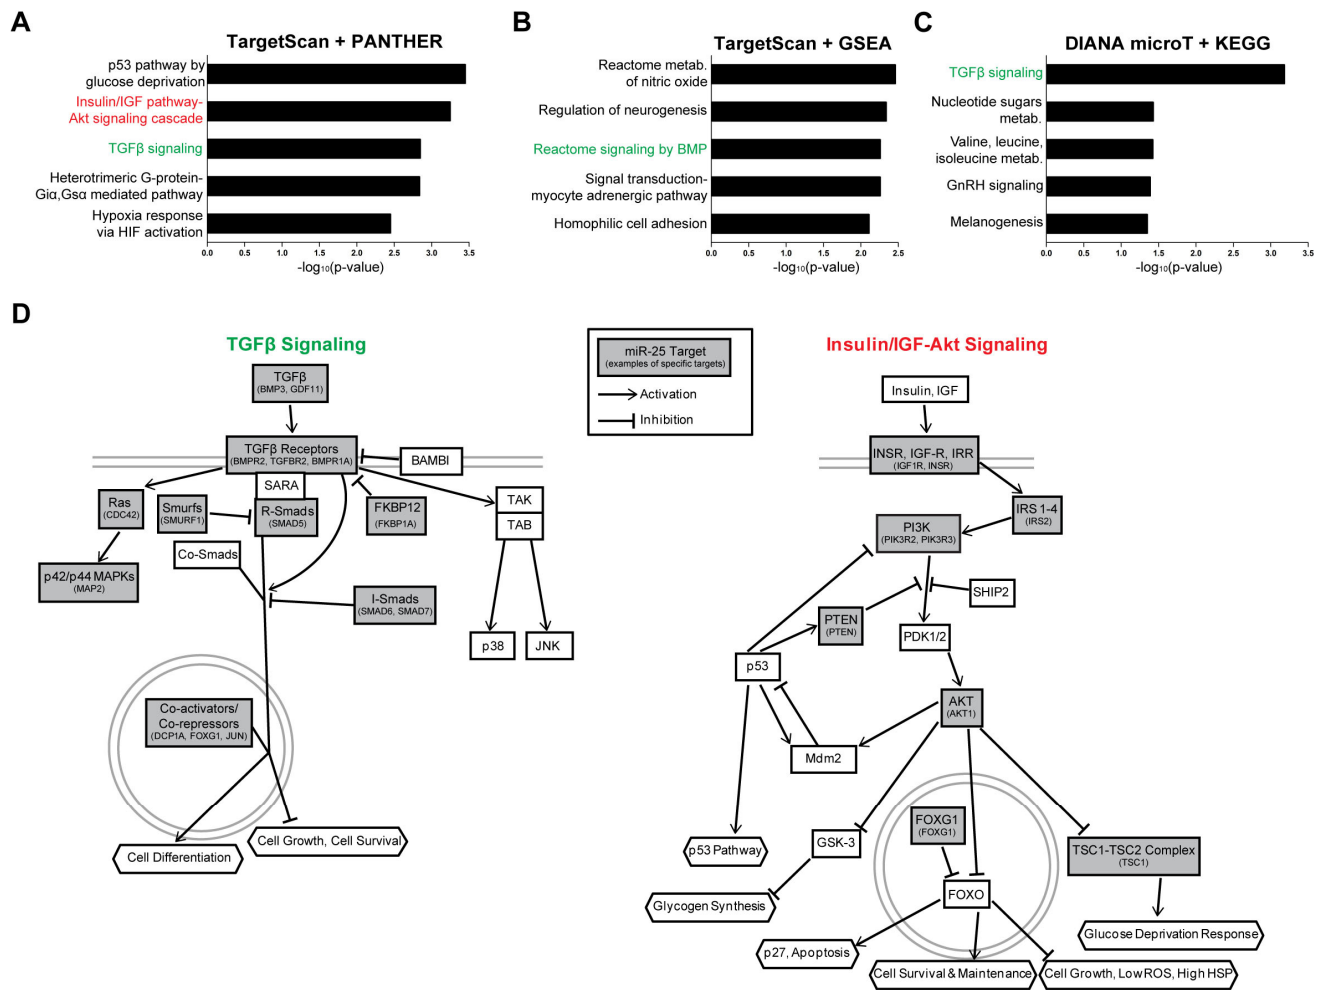 A
TargetScan + PANTHER
p53 pathway by
glucose deprivation
Insulin/IGF pathway-
Akt signaling cascade
TGFβ signaling
Heterotrimeric G-protein-
Giα,Gsα mediated pathway
Hypoxia response
via HIF activation
0.0 0.5 1.0 1.5 2.0 2.5 3.0 3.5
-log10(p-value)
B
TargetScan + GSEA
Reactome metab.
of nitric oxide
Regulation of neurogenesis
Reactome signaling by BMP
Signal transduction-
myocyte adrenergic pathway
Homophilic cell adhesion
0.0 0.5 1.0 1.5 2.0 2.5
-log10(p-value)
C
DIANA microT + KEGG
TGFβ signaling
Nucleotide sugars
metab.
Valine, leucine,
isoleucine metab.
GnRH signaling
Melanogenesis
0.0 0.5 1.0 1.5 2.0 2.5 3.0 3.5
-log10(p-value)
D
TGFβ Signaling
TGFβ
(BMP3, GDF11)
TGFβ Receptors
(BMPR2, TGFBR2, BMPR1A)
BAMBI
SARA
Ras
(CDC42)
Smurfs
(SMURF1)
R-Smads
(SMAD5)
FKBP12
(FKBP1A)
TAK
TAB
Co-Smads
p42/p44 MAPKs
(MAP2)
I-Smads
(SMAD6, SMAD7)
p38
JNK
Co-activators/
Co-repressors
(DCP1A, FOXG1, JUN)
Cell Differentiation
Cell Growth, Cell Survival
miR-25 Target
(examples of specific targets)
Activation
Inhibition
Insulin/IGF-Akt Signaling
Insulin, IGF
INSR, IGF-R, IRR
(IGF1R, INSR)
IRS 1-4
(IRS2)
PI3K
(PIK3R2, PIK3R3)
SHIP2
PTEN
(PTEN)
PDK1/2
p53
AKT
(AKT1)
Mdm2
FOXG1
(FOXG1)
p53 Pathway
GSK-3
TSC1-TSC2 Complex
(TSC1)
FOXO
Glycogen Synthesis
Glucose Deprivation Response
p27, Apoptosis
Cell Survival & Maintenance
Cell Growth, Low ROS, High HSP